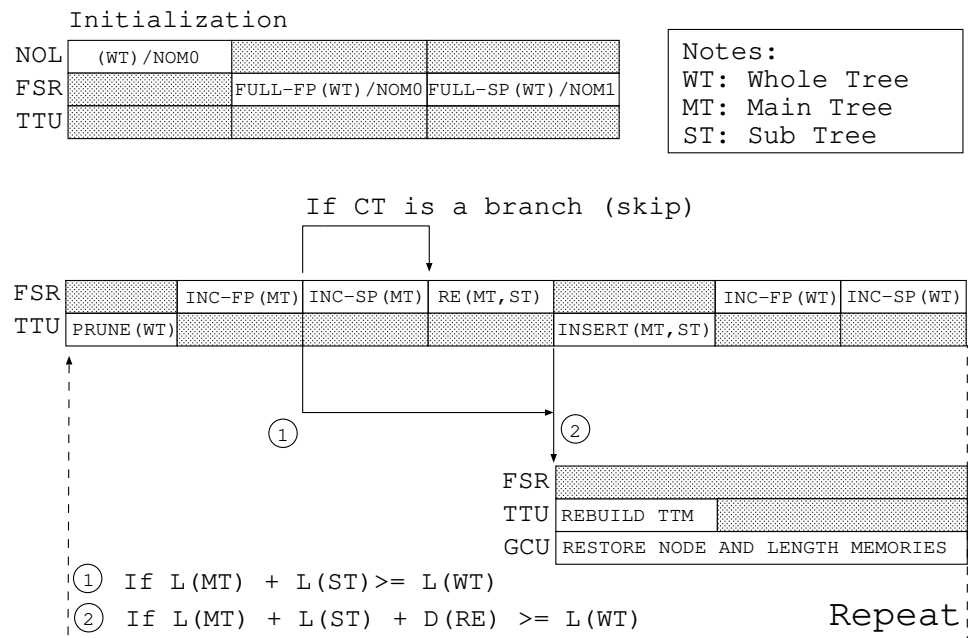 Initialization
NOL (WT)/NOM0
FSR FULL-FP(WT)/NOM0 FULL-SP(WT)/NOM1
TTU
Notes:
WT: Whole Tree
MT: Main Tree
ST: Sub Tree
If CT is a branch (skip)
FSR INC-FP(MT) INC-SP(MT) RE(MT,ST) INC-FP(WT) INC-SP(WT)
TTU PRUNE(WT) INSERT(MT,ST)
1 2
FSR
TTU REBUILD TTM
GCU RESTORE NODE AND LENGTH MEMORIES
1 If L(MT) + L(ST)>= L(WT)
2 If L(MT) + L(ST) + D(RE) >= L(WT)
Repeat